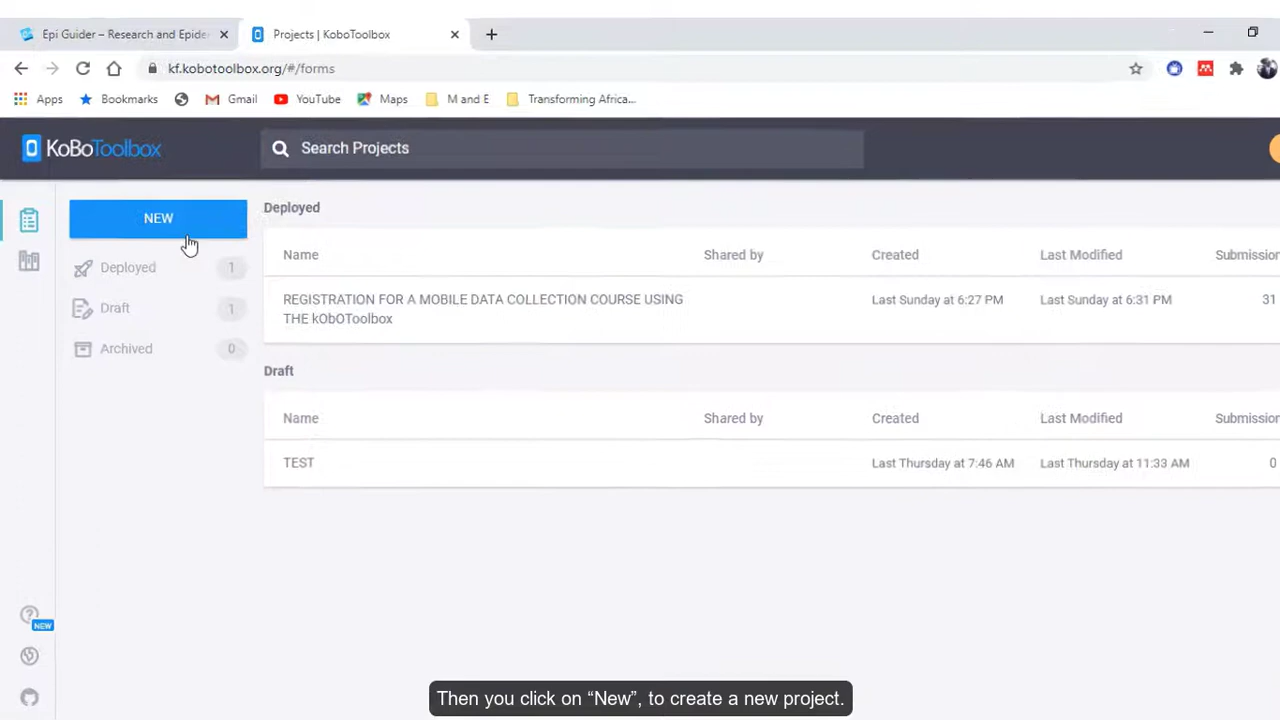 Epi Guider – Research and Epider
Projects | KoboToolbox
kf.kobotoolbox.org/#/forms
Apps Bookmarks Gmail YouTube Maps M and E Transforming Africa...
KoBoToolbox
Search Projects
NEW
Deployed 1
Draft 1
Archived 0
Deployed
Name Shared by Created Last Modified Submission
REGISTRATION FOR A MOBILE DATA COLLECTION COURSE USING
THE kObOToolbox
Last Sunday at 6:27 PM Last Sunday at 6:31 PM 31
Draft
Name Shared by Created Last Modified Submission
TEST Last Thursday at 7:46 AM Last Thursday at 11:33 AM 0
NEW
Then you click on “New”, to create a new project.